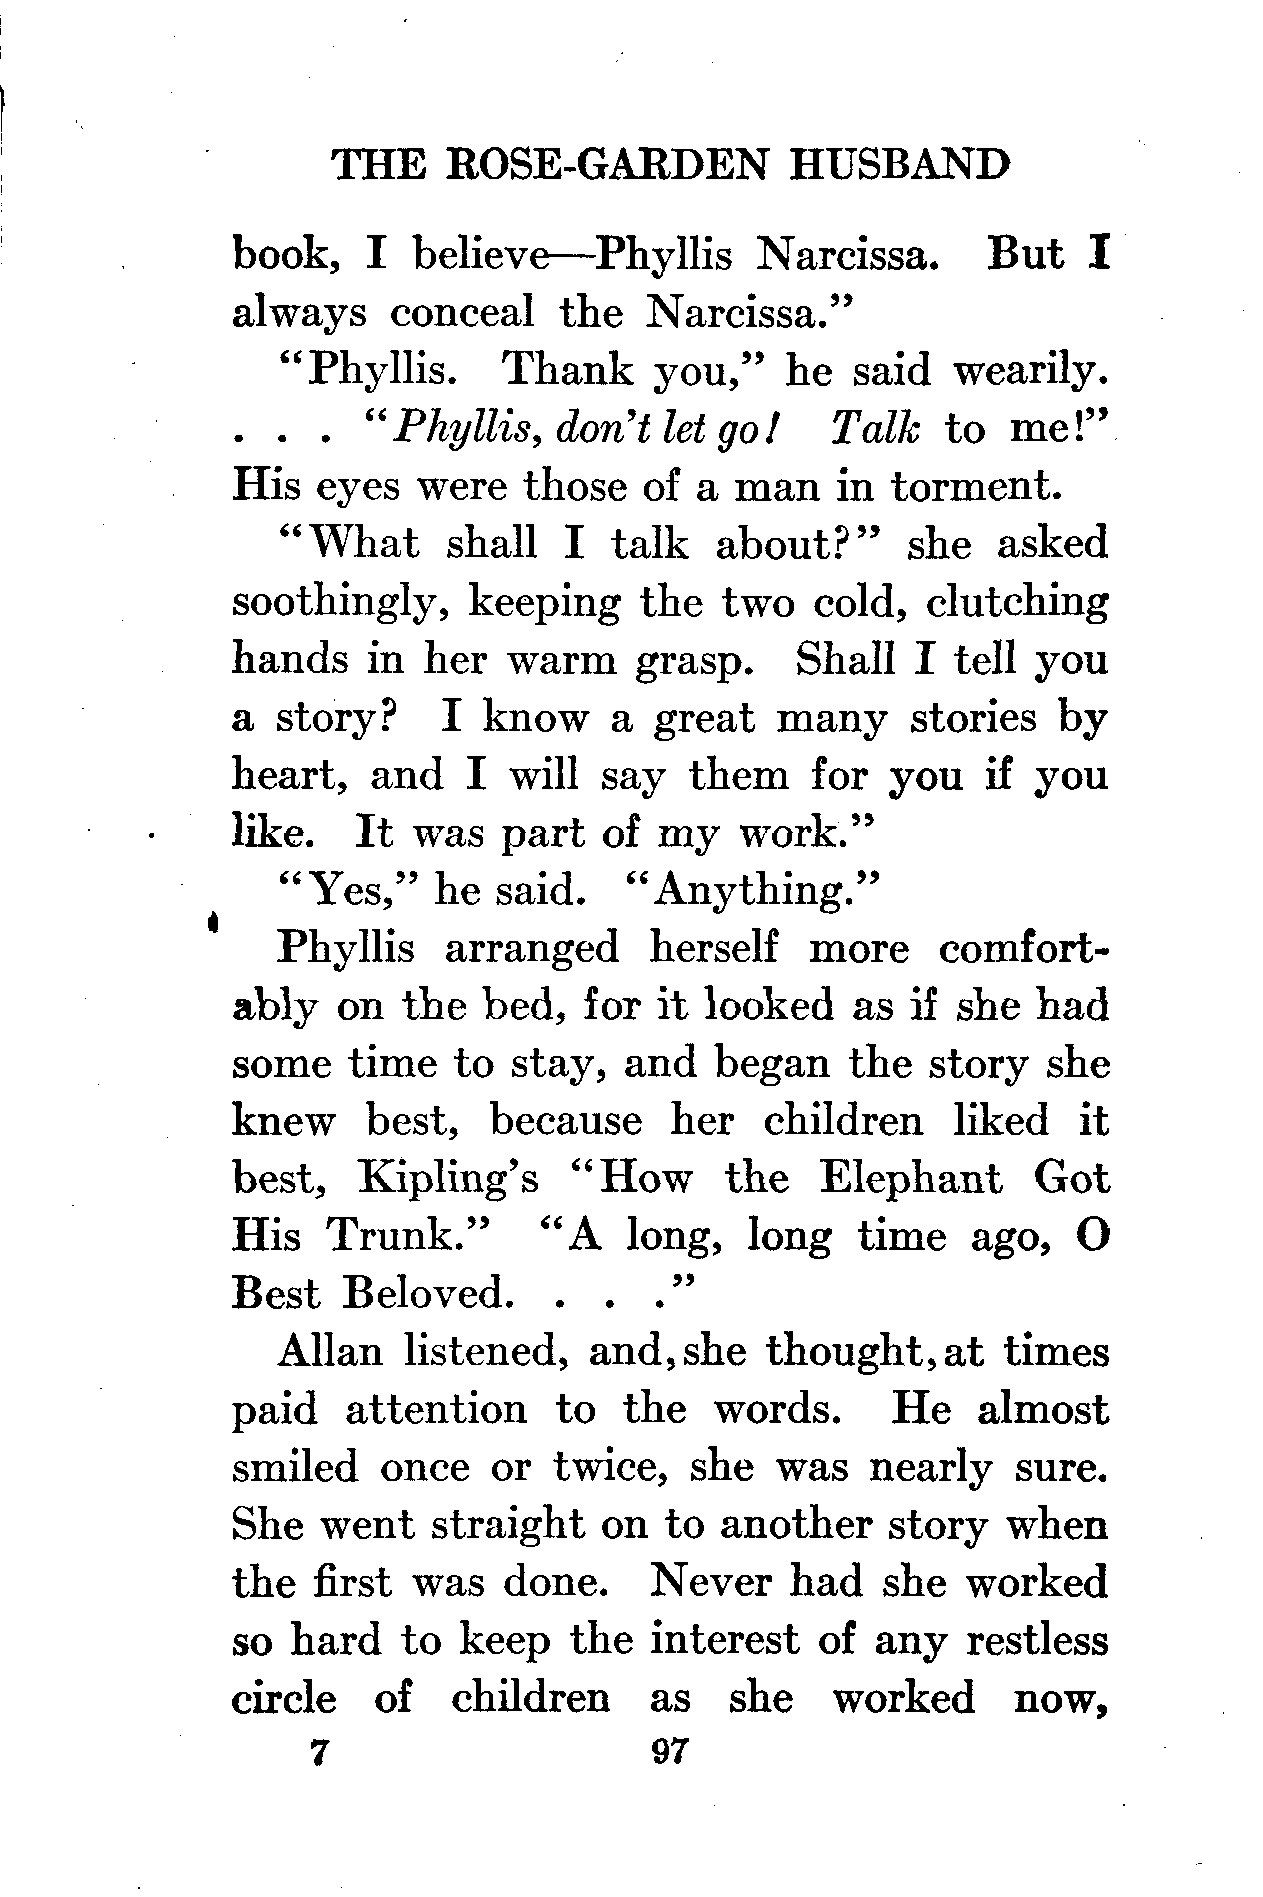 THE ROSE-GARDEN HUSBAND
book, I believe—Phyllis Narcissa. But I
always conceal the Narcissa.”
“Phyllis. Thank you,” he said wearily.
. . . “Phyllis, don’t let go! Talk to me!”
His eyes were those of a man in torment.
“What shall I talk about?” she asked
soothingly, keeping the two cold, clutching
hands in her warm grasp. Shall I tell you
a story? I know a great many stories by
heart, and I will say them for you if you
like. It was part of my work.”
“Yes,” he said. “Anything.”
Phyllis arranged herself more comfort-
ably on the bed, for it looked as if she had
some time to stay, and began the story she
knew best, because her children liked it
best, Kipling’s “How the Elephant Got
His Trunk.” “A long, long time ago, O
Best Beloved. . . .”
Allan listened, and, she thought, at times
paid attention to the words. He almost
smiled once or twice, she was nearly sure.
She went straight on to another story when
the first was done. Never had she worked
so hard to keep the interest of any restless
circle of children as she worked now,
7 97